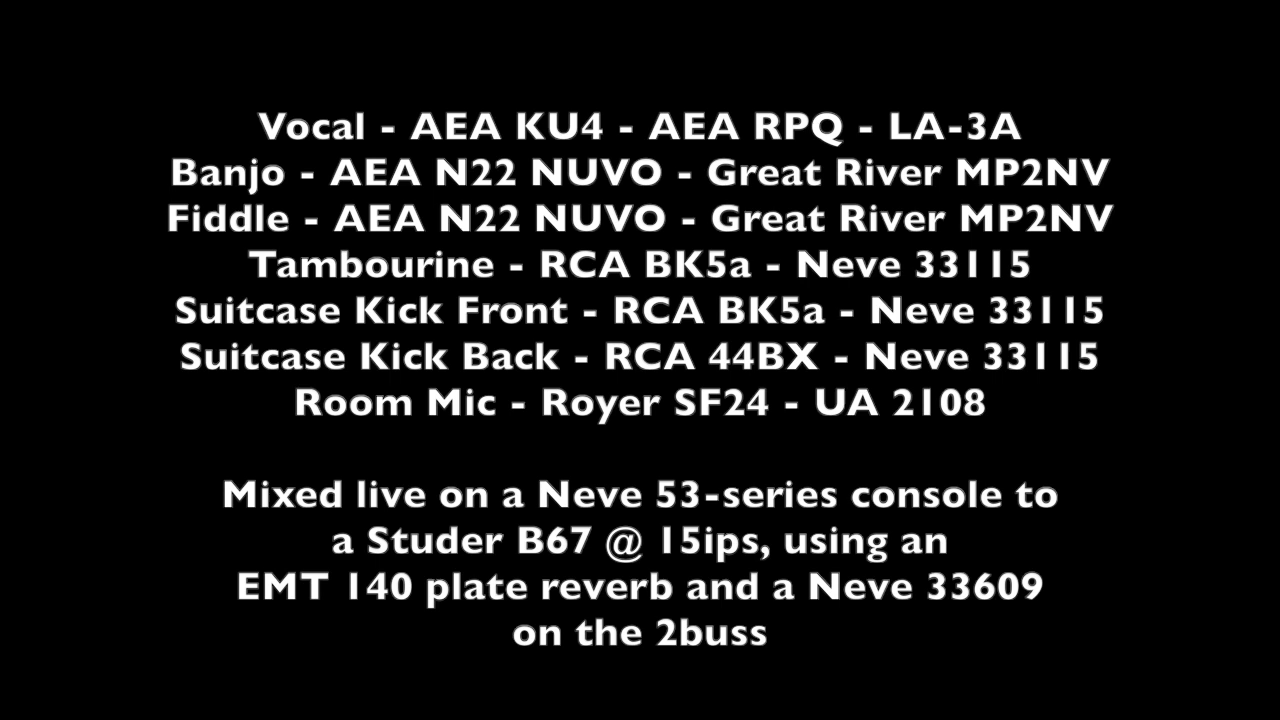 Vocal - AEA KU4 - AEA RPQ - LA-3A
Banjo - AEA N22 NUVO - Great River MP2NV
Fiddle - AEA N22 NUVO - Great River MP2NV
Tambourine - RCA BK5a - Neve 33115
Suitcase Kick Front - RCA BK5a - Neve 33115
Suitcase Kick Back - RCA 44BX - Neve 33115
Room Mic - Royer SF24 - UA 2108
Mixed live on a Neve 53-series console to
a Studer B67 @ 15ips, using an
EMT 140 plate reverb and a Neve 33609
on the 2buss